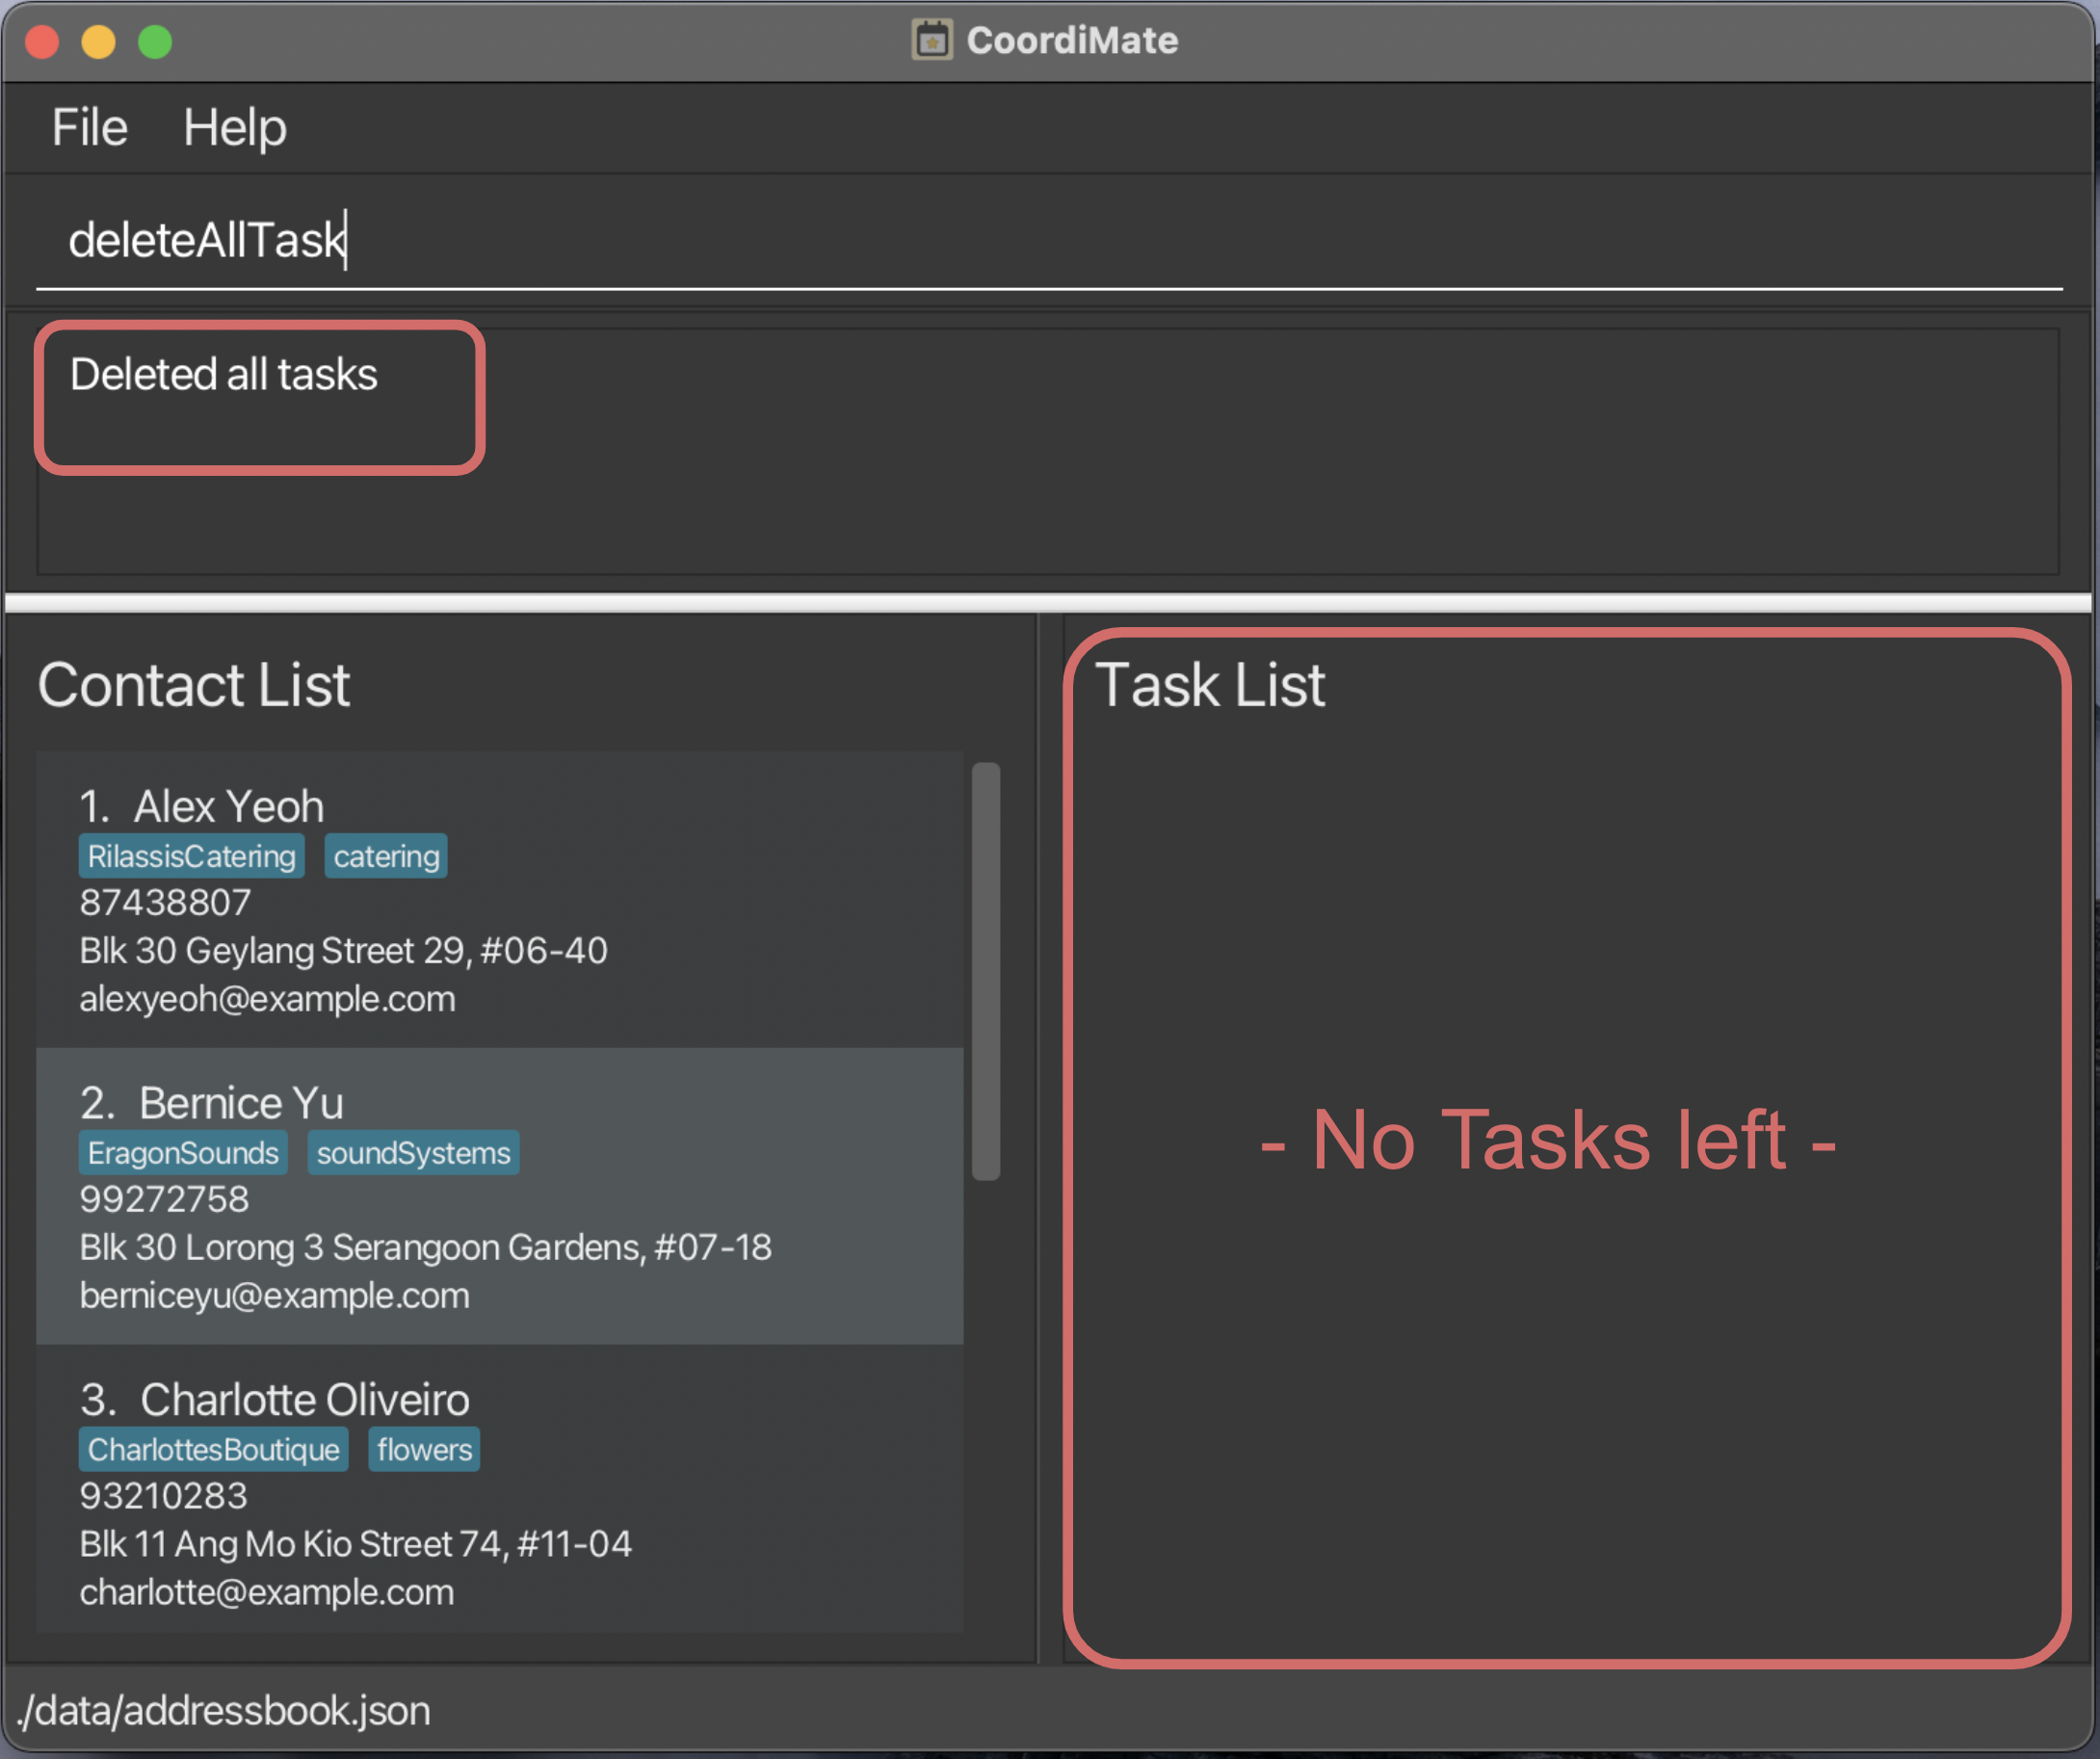 CoordiMate
File Help
deleteAllTask
Deleted all tasks
Contact List
1. Alex Yeoh
RilassisCatering catering
87438807
Blk 30 Geylang Street 29, #06-40
alexyeoh@example.com
2. Bernice Yu
EragonSounds soundSystems
99272758
Blk 30 Lorong 3 Serangoon Gardens, #07-18
berniceyu@example.com
3. Charlotte Oliveiro
CharlottesBoutique flowers
93210283
Blk 11 Ang Mo Kio Street 74, #11-04
charlotte@example.com
Task List
- No Tasks left -
./data/addressbook.json